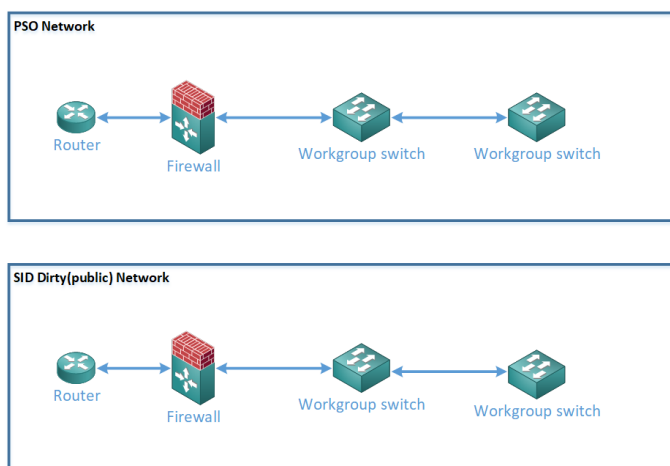 PSO Network
Router
Firewall
Workgroup switch
Workgroup switch
SID Dirty(public) Network
Router
Firewall
Workgroup switch
Workgroup switch